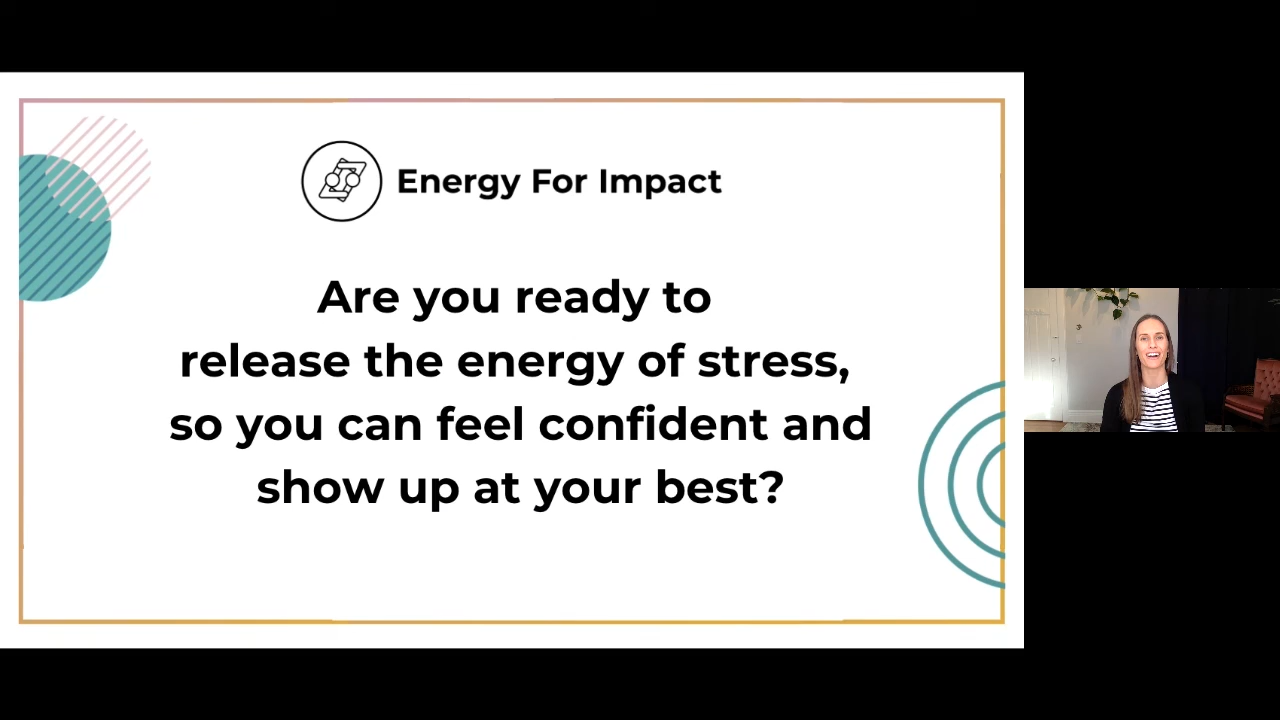 Energy For Impact
Are you ready to
release the energy of stress,
so you can feel confident and
show up at your best?